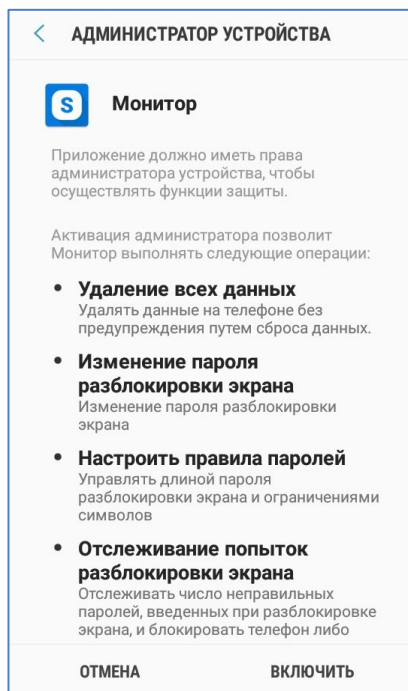 АДМИНИСТРАТОР УСТРОЙСТВА
S
Монитор
Приложение должно иметь права
администратора устройства, чтобы
осуществлять функции защиты.
Активация администратора позволит
Монитор выполнять следующие операции:
• Удаление всех данных
Удалять данные на телефоне без
предупреждения путем сброса данных.
• Изменение пароля
разблокировки экрана
Изменение пароля разблокировки
экрана
• Настроить правила паролей
Управлять длиной пароля
разблокировки экрана и ограничениями
символов
• Отслеживание попыток
разблокировки экрана
Отслеживать число неправильных
паролей, введенных при разблокировке
экрана, и блокировать телефон либо
ОТМЕНА ВКЛЮЧИТЬ